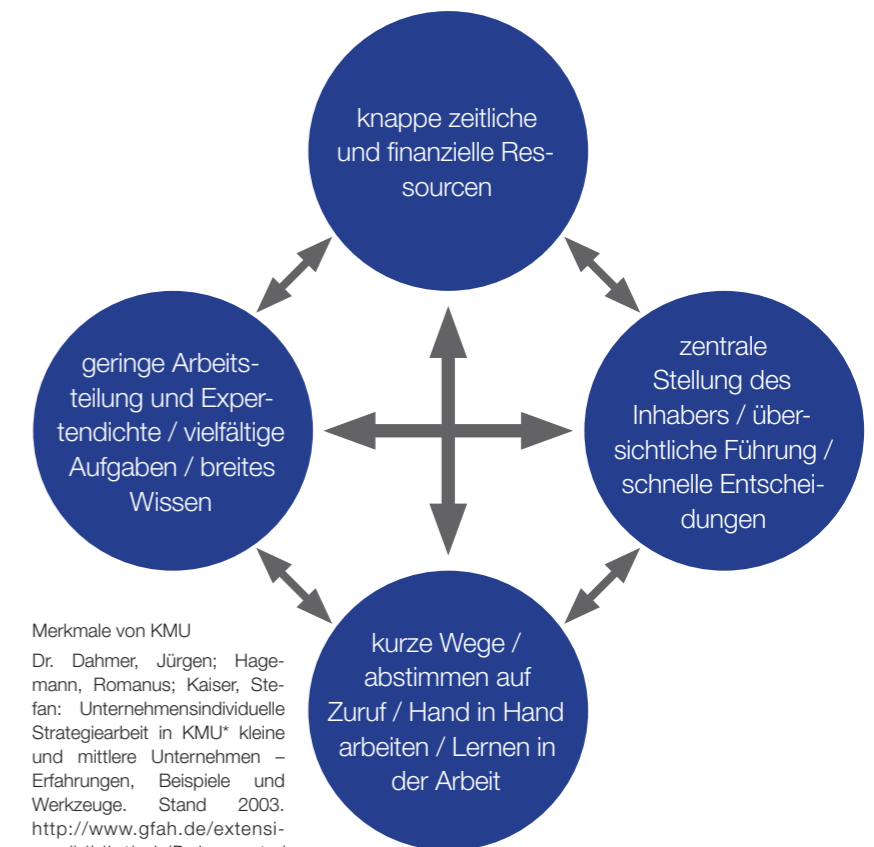 knappe zeitliche
und finanzielle Res-
sourcen
geringe Arbeits-
teilung und Exper-
tendichte / vielfältige
Aufgaben / breites
Wissen
zentrale
Stellung des
Inhabers / über-
sichtliche Führung /
schnelle Entschei-
dungen
kurze Wege /
abstimmen auf
Zuruf / Hand in Hand
arbeiten / Lernen in
der Arbeit
Merkmale von KMU
Dr. Dahmer, Jürgen; Hage-
mann, Romanus; Kaiser, Ste-
fan: Unternehmensindividuelle
Strategiearbeit in KMU* kleine
und mittlere Unternehmen –
Erfahrungen, Beispiele und
Werkzeuge. Stand 2003.
http://www.gfah.de/extensi-